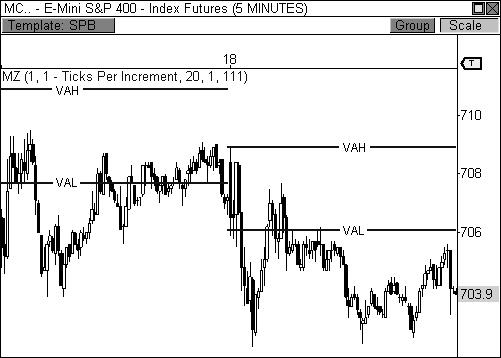 MC.. - E-Mini S&P 400 - Index Futures (5 MINUTES)
Template: SPB Group Scale
18 T
MZ (1, 1 - Ticks Per Increment, 20, 1, 111)
VAH
710
VAH
708
VAL
VAL
706
703.9